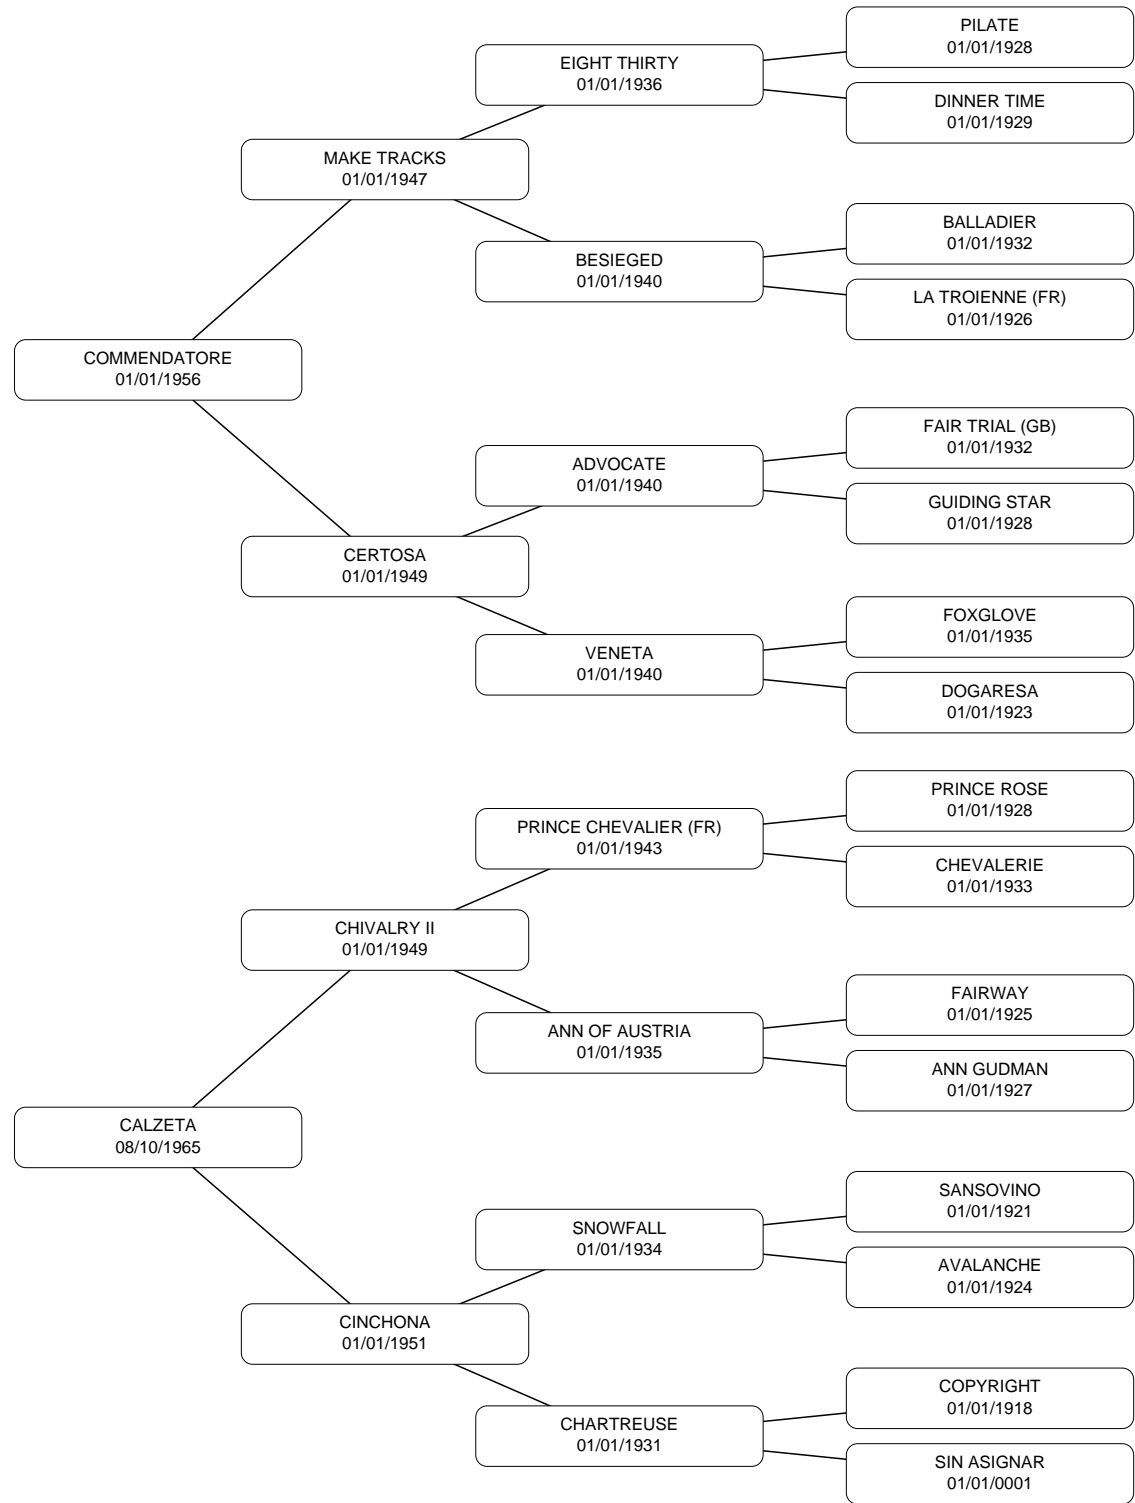 PILATE
01/01/1928
EIGHT THIRTY
01/01/1936
DINNER TIME
01/01/1929
MAKE TRACKS
01/01/1947
BALLADIER
01/01/1932
BESIEGED
01/01/1940
LA TROIENNE (FR)
01/01/1926
COMMENDATORE
01/01/1956
FAIR TRIAL (GB)
01/01/1932
ADVOCATE
01/01/1940
GUIDING STAR
01/01/1928
CERTOSA
01/01/1949
FOXGLOVE
01/01/1935
VENETA
01/01/1940
DOGARESA
01/01/1923
PRINCE ROSE
01/01/1928
PRINCE CHEVALIER (FR)
01/01/1943
CHEVALERIE
01/01/1933
CHIVALRY II
01/01/1949
FAIRWAY
01/01/1925
ANN OF AUSTRIA
01/01/1935
ANN GUDMAN
01/01/1927
CALZETA
08/10/1965
SANSOVINO
01/01/1921
SNOWFALL
01/01/1934
AVALANCHE
01/01/1924
CINCHONA
01/01/1951
COPYRIGHT
01/01/1918
CHARTREUSE
01/01/1931
SIN ASIGNAR
01/01/0001